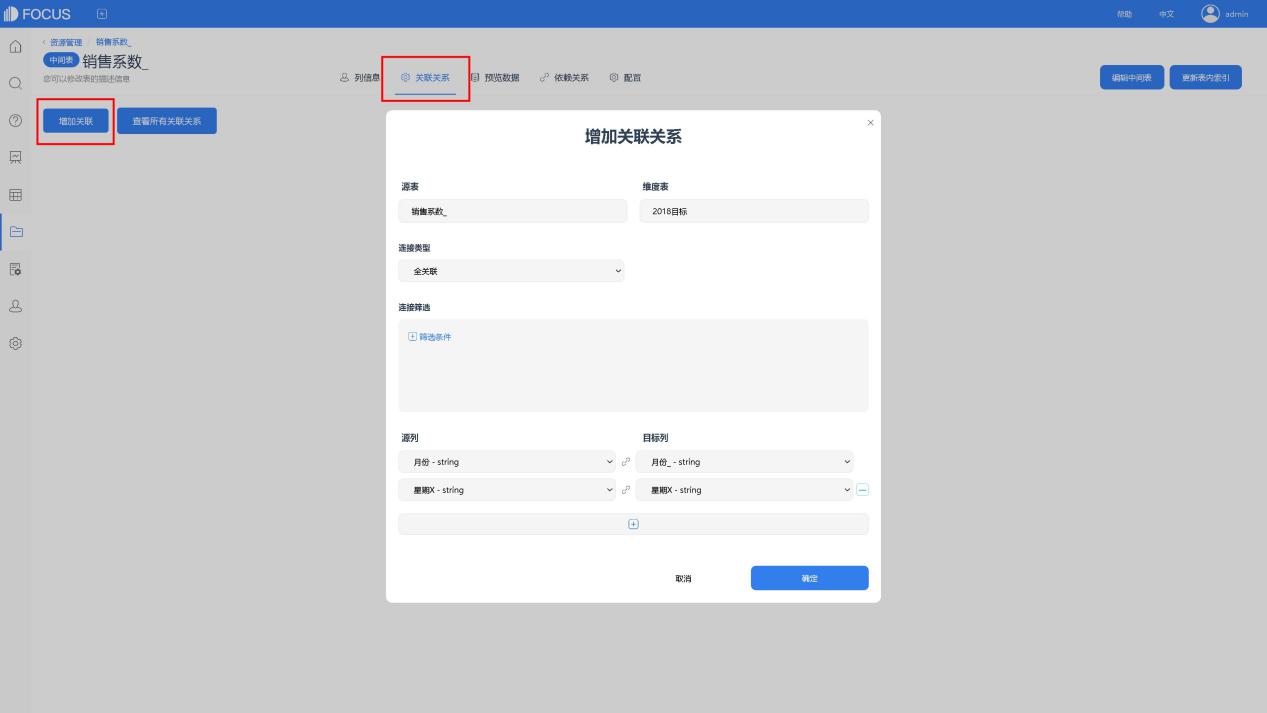 FOCUS
帮助
中文
admin
‹ 资源管理 / 销售系数_
中间表 销售系数_
您可以修改表的描述信息
列信息
关联关系
预览数据
依赖关系
配置
编辑中间表
更新表内索引
增加关联
查看所有关联关系
增加关联关系
源表
维度表
销售系数_
2018目标
连接类型
全关联
连接筛选
筛选条件
源列
目标列
月份 - string
月份_ - string
星期X - string
星期X - string
取消
确定